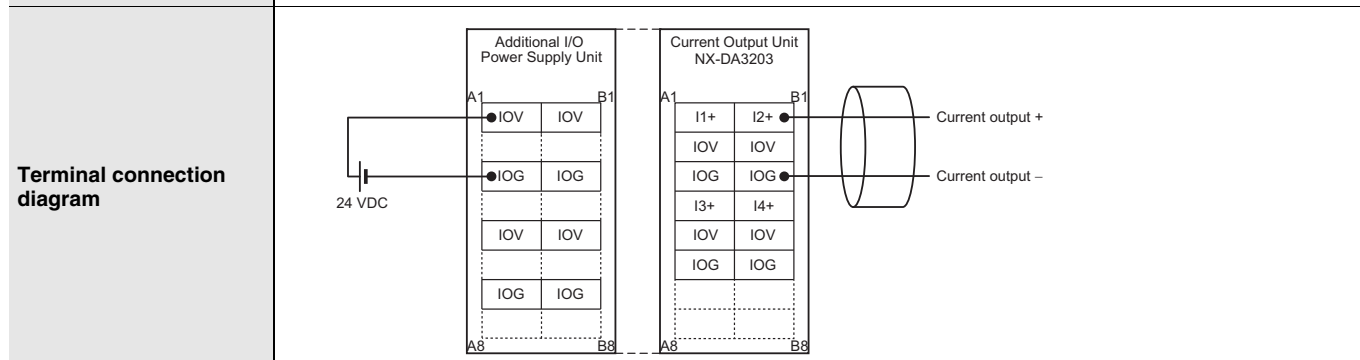 Terminal connection
diagram
24 VDC
Additional I/O
Power Supply Unit
A1 B1
IOV IOV
IOG IOG
IOV IOV
IOG IOG
A8 B8
Current Output Unit
NX-DA3203
A1 B1
I1+ I2+
IOV IOV
IOG IOG
I3+ I4+
IOV IOV
IOG IOG
A8 B8
Current output +
Current output −